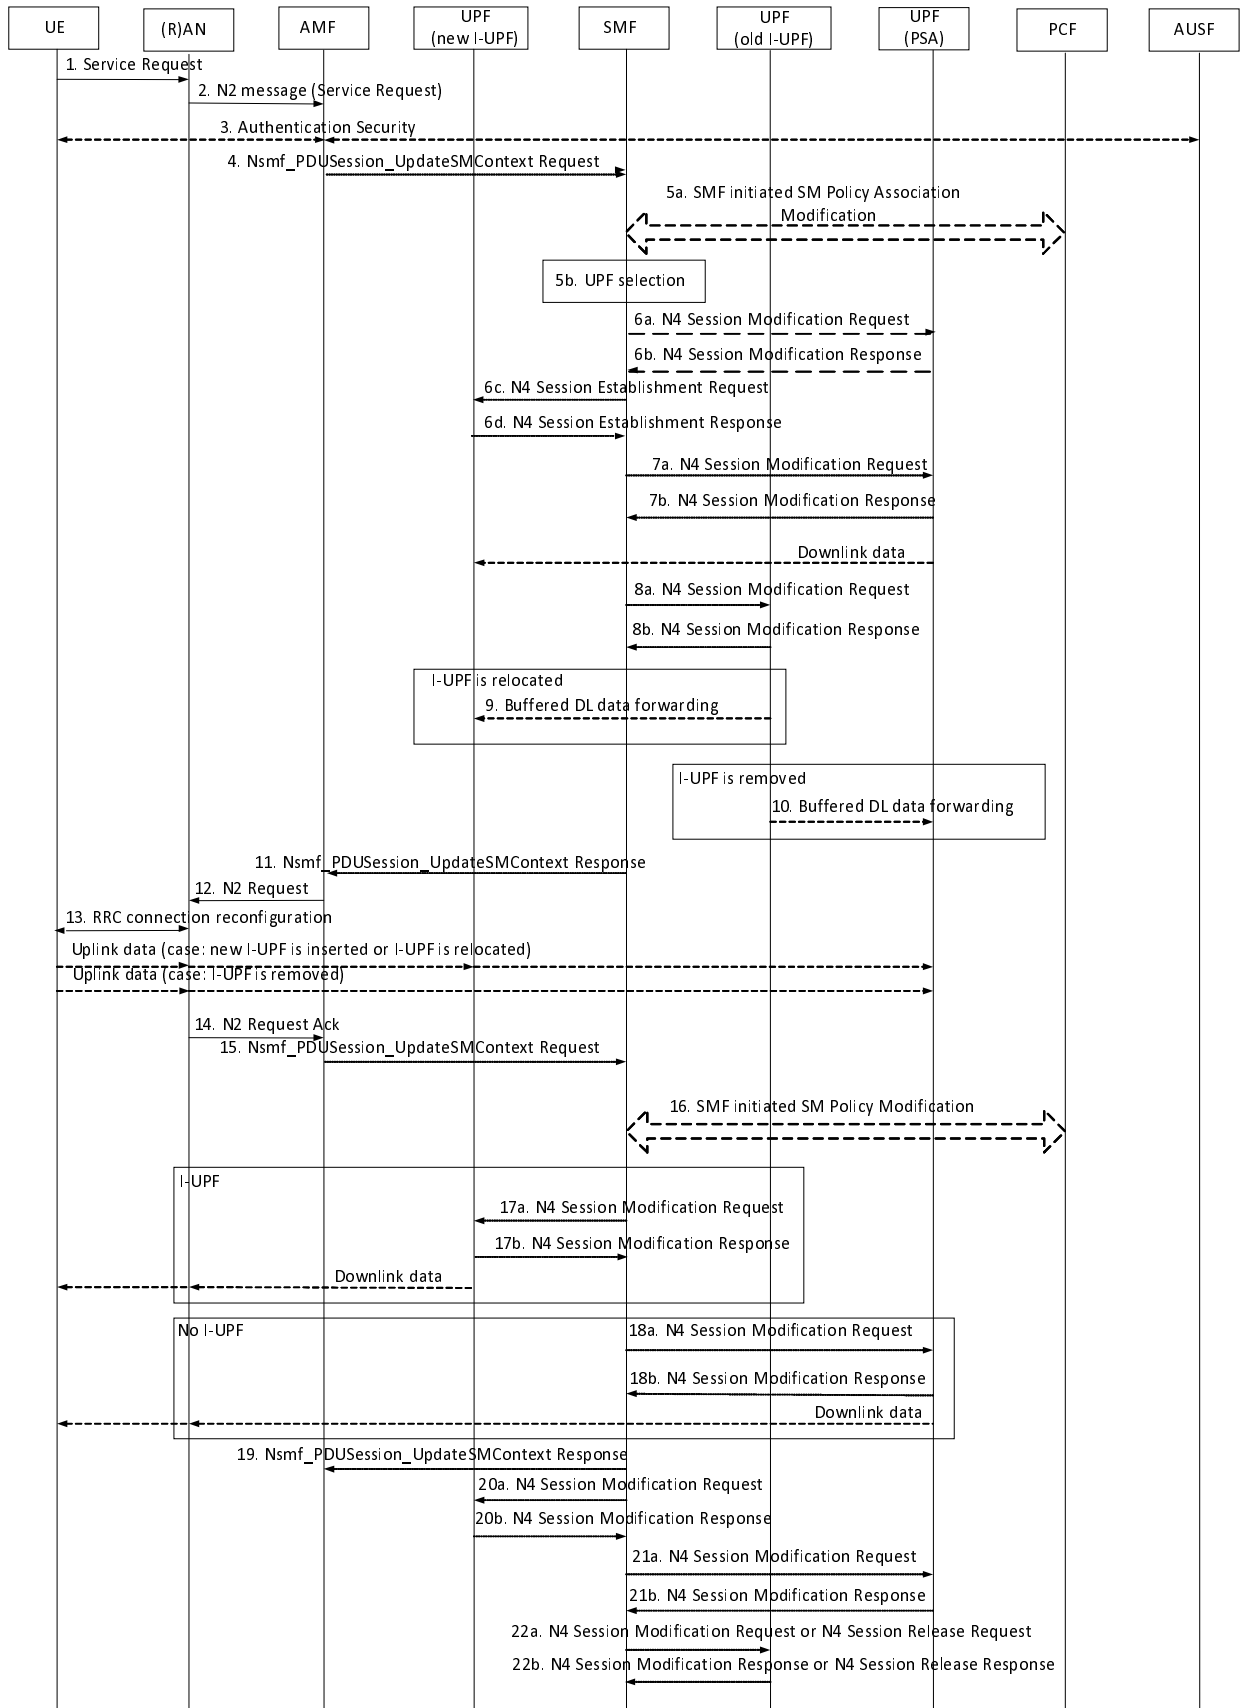 UE
(R)AN
AMF
UPF
(new I-UPF)
SMF
UPF
(old I-UPF)
UPF
(PSA)
PCF
AUSF
1. Service Request
2. N2 message (Service Request)
3. Authentication Security
4. Nsmf_PDUSession_UpdateSMContext Request
5a. SMF initiated SM Policy Association
Modification
5b. UPF selection
6a. N4 Session Modification Request
6b. N4 Session Modification Response
6c. N4 Session Establishment Request
6d. N4 Session Establishment Response
7a. N4 Session Modification Request
7b. N4 Session Modification Response
Downlink data
8a. N4 Session Modification Request
8b. N4 Session Modification Response
I-UPF is relocated
9. Buffered DL data forwarding
I-UPF is removed
10. Buffered DL data forwarding
11. Nsmf_PDUSession_UpdateSMContext Response
12. N2 Request
13. RRC connection reconfiguration
Uplink data (case: new I-UPF is inserted or I-UPF is relocated)
Uplink data (case: I-UPF is removed)
14. N2 Request Ack
15. Nsmf_PDUSession_UpdateSMContext Request
16. SMF initiated SM Policy Modification
I-UPF
17a. N4 Session Modification Request
17b. N4 Session Modification Response
Downlink data
No I-UPF
18a. N4 Session Modification Request
18b. N4 Session Modification Response
Downlink data
19. Nsmf_PDUSession_UpdateSMContext Response
20a. N4 Session Modification Request
20b. N4 Session Modification Response
21a. N4 Session Modification Request
21b. N4 Session Modification Response
22a. N4 Session Modification Request or N4 Session Release Request
22b. N4 Session Modification Response or N4 Session Release Response